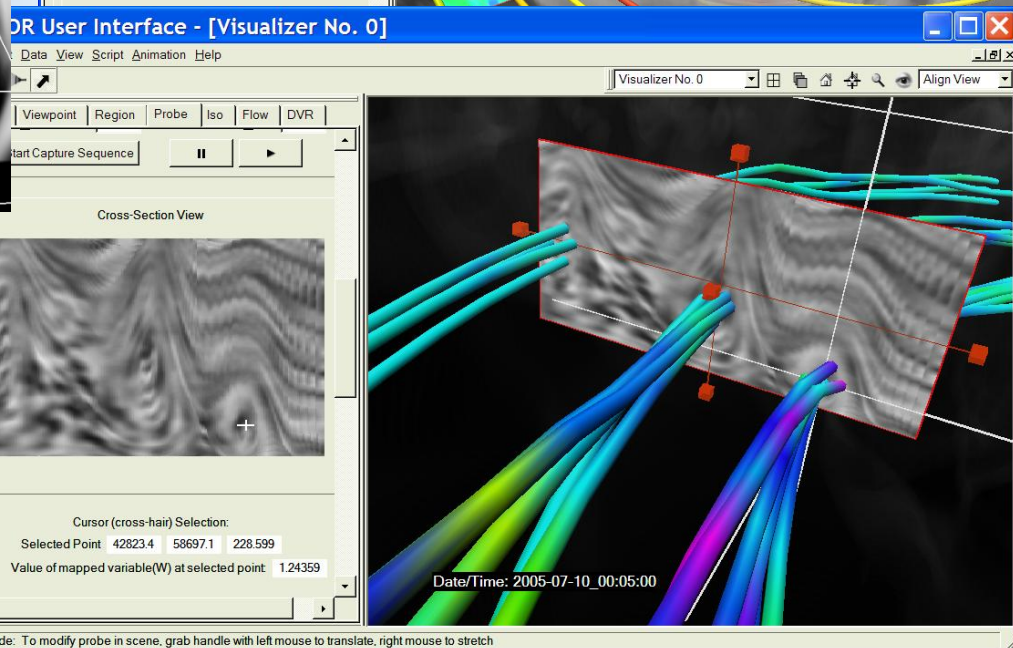 OR User Interface - [Visualizer No. 0]
Data View Script Animation Help
Visualizer No. 0 Align View
Viewpoint Region Probe Iso Flow DVR
Start Capture Sequence
Cross-Section View
Cursor (cross-hair) Selection:
Selected Point 42823.4 58697.1 228.599
Value of mapped variable(W) at selected point 1.24359
Date/Time: 2005-07-10_00:05:00
de: To modify probe in scene, grab handle with left mouse to translate, right mouse to stretch